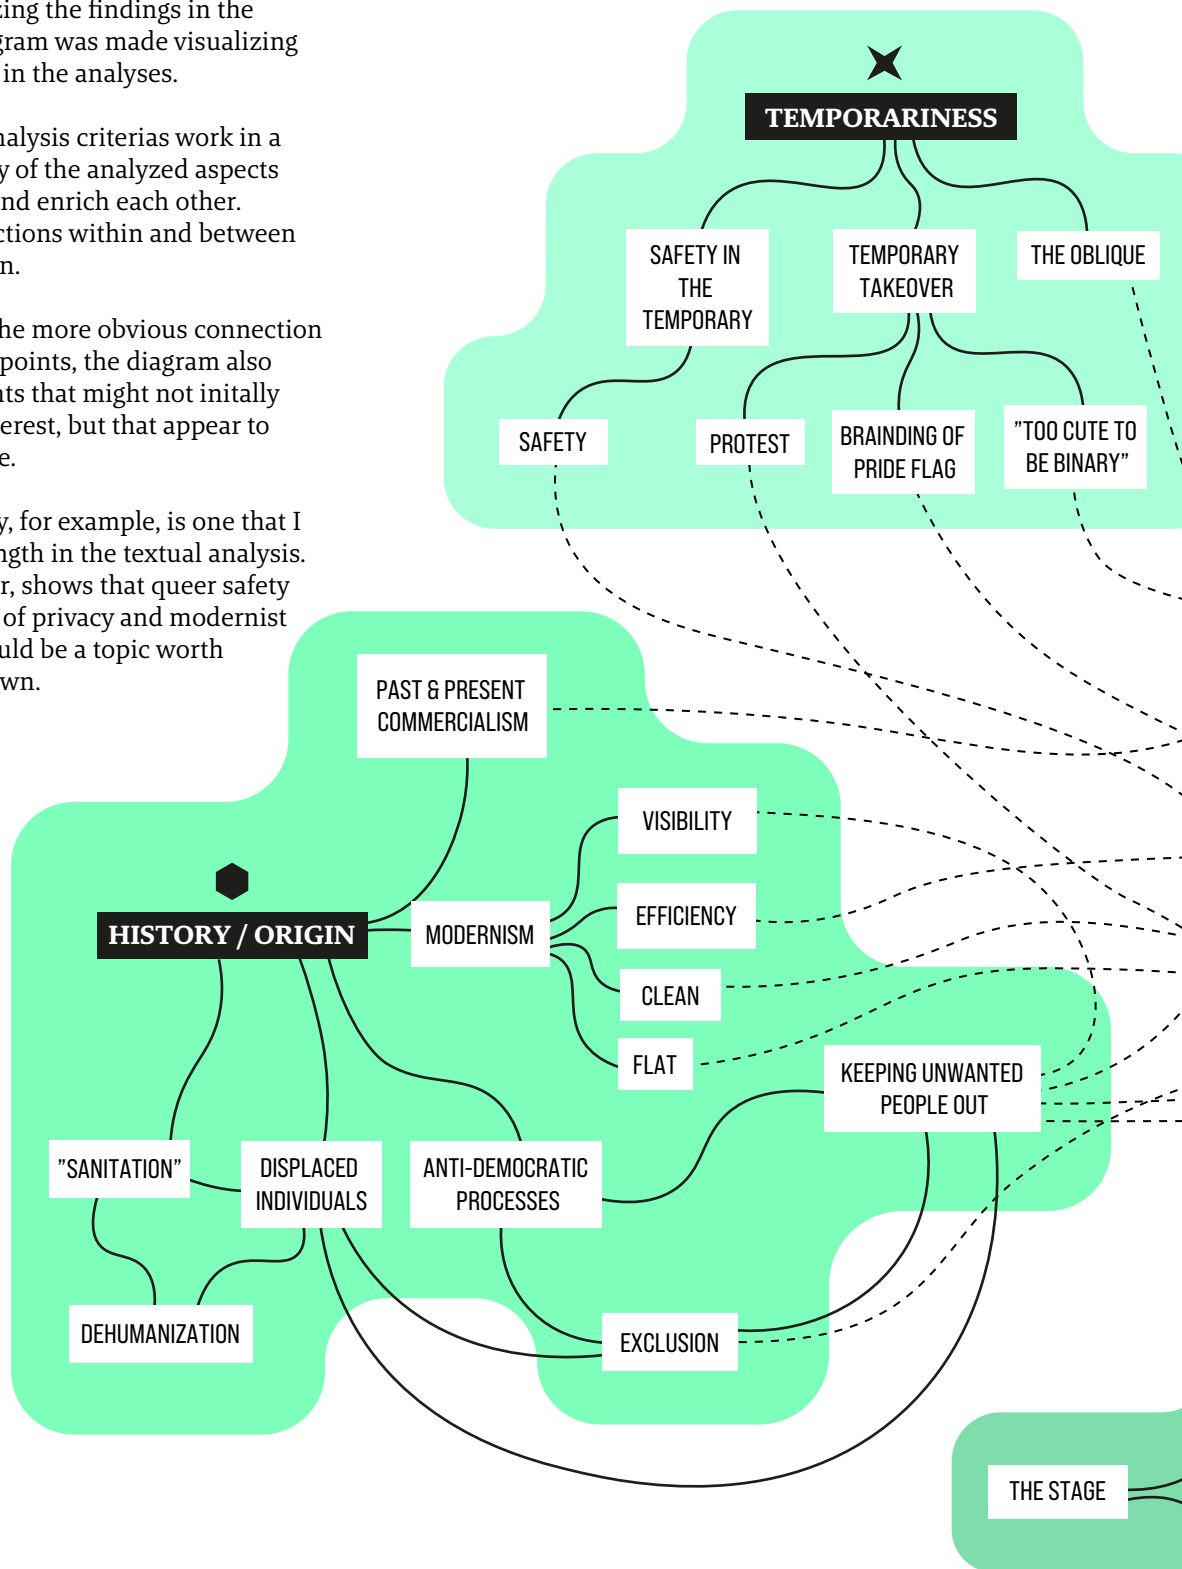 zing the findings in the
gram was made visualizing
in the analyses.
nalysis criterias work in a
y of the analyzed aspects
nd enrich each other.
ctions within and between
n.
he more obvious connection
points, the diagram also
nts that might not initally
erest, but that appear to
e.
y, for example, is one that I
ngth in the textual analysis.
r, shows that queer safety
of privacy and modernist
uld be a topic worth
wn.
TEMPORARINESS
SAFETY IN
THE
TEMPORARY
TEMPORARY
TAKEOVER
THE OBLIQUE
SAFETY
PROTEST
BRAINDING OF
PRIDE FLAG
”TOO CUTE TO
BE BINARY”
PAST & PRESENT
COMMERCIALISM
VISIBILITY
EFFICIENCY
HISTORY / ORIGIN
MODERNISM
CLEAN
FLAT
KEEPING UNWANTED
PEOPLE OUT
”SANITATION”
DISPLACED
INDIVIDUALS
ANTI-DEMOCRATIC
PROCESSES
DEHUMANIZATION
EXCLUSION
THE STAGE